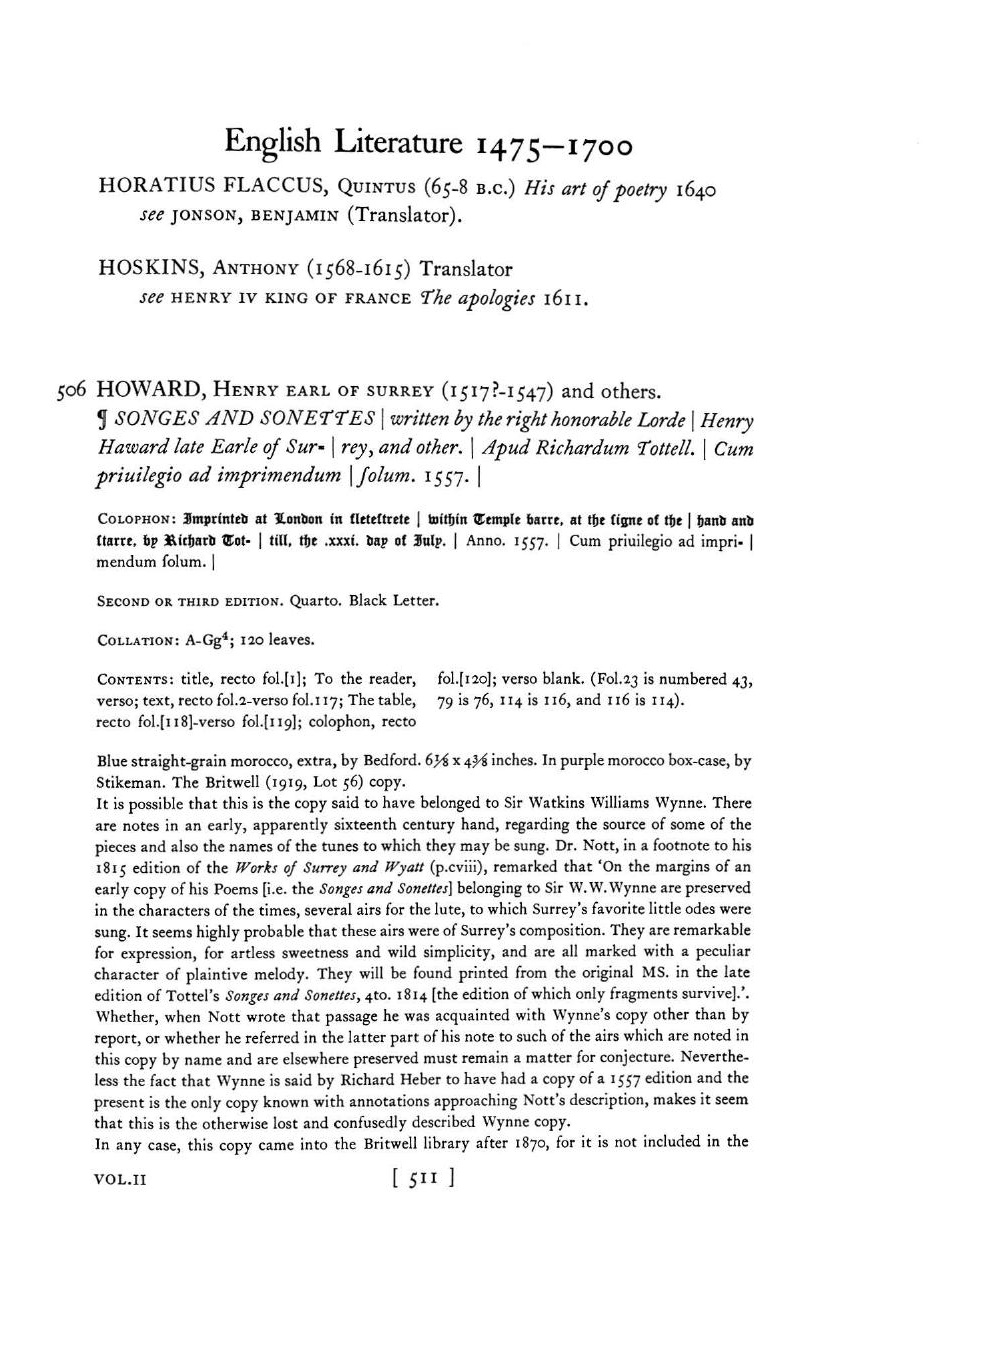 English Literature 1475—1700
HORATIUS FLACCUS, QUINTUS (65-8 B.C.) His art of poetry 1640
see JONSON, BENJAMIN (Translator).
HOSKINS, ANTHONY (1568-1615) Translator
see HENRY IV KING OF FRANCE The apologies 1611.
506 HOWARD, HENRY EARL OF SURREY (1517?-1547) and others.
¶ SONGES AND SONETTES | written by the right honorable Lorde | Henry
Haward late Earle of Sur- | rey, and other. | Apud Richardum Tottell. | Cum
priuilegio ad imprimendum | ſolum. 1557. |
COLOPHON: Imprinted at London in fleteſtrete | within Temple barre, at the ſigne of the | hand and
ſtarre, by Richard Tot- | till, the .xxxi. day of July. | Anno. 1557. | Cum priuilegio ad impri- |
mendum ſolum. |
SECOND OR THIRD EDITION. Quarto. Black Letter.
COLLATION: A-Gg⁴; 120 leaves.
CONTENTS: title, recto fol.[1]; To the reader,
verso; text, recto fol.2-verso fol.117; The table,
recto fol.[118]-verso fol.[119]; colophon, recto
fol.[120]; verso blank. (Fol.23 is numbered 43,
79 is 76, 114 is 116, and 116 is 114).
Blue straight-grain morocco, extra, by Bedford. 6⅞ x 4⅜ inches. In purple morocco box-case, by
Stikeman. The Britwell (1919, Lot 56) copy.
It is possible that this is the copy said to have belonged to Sir Watkins Williams Wynne. There
are notes in an early, apparently sixteenth century hand, regarding the source of some of the
pieces and also the names of the tunes to which they may be sung. Dr. Nott, in a footnote to his
1815 edition of the Works of Surrey and Wyatt (p.cviii), remarked that ‘On the margins of an
early copy of his Poems [i.e. the Songes and Sonettes] belonging to Sir W.W.Wynne are preserved
in the characters of the times, several airs for the lute, to which Surrey's favorite little odes were
sung. It seems highly probable that these airs were of Surrey's composition. They are remarkable
for expression, for artless sweetness and wild simplicity, and are all marked with a peculiar
character of plaintive melody. They will be found printed from the original MS. in the late
edition of Tottel's Songes and Sonettes, 4to. 1814 [the edition of which only fragments survive].’.
Whether, when Nott wrote that passage he was acquainted with Wynne's copy other than by
report, or whether he referred in the latter part of his note to such of the airs which are noted in
this copy by name and are elsewhere preserved must remain a matter for conjecture. Neverthe-
less the fact that Wynne is said by Richard Heber to have had a copy of a 1557 edition and the
present is the only copy known with annotations approaching Nott's description, makes it seem
that this is the otherwise lost and confusedly described Wynne copy.
In any case, this copy came into the Britwell library after 1870, for it is not included in the
VOL.II [ 511 ]